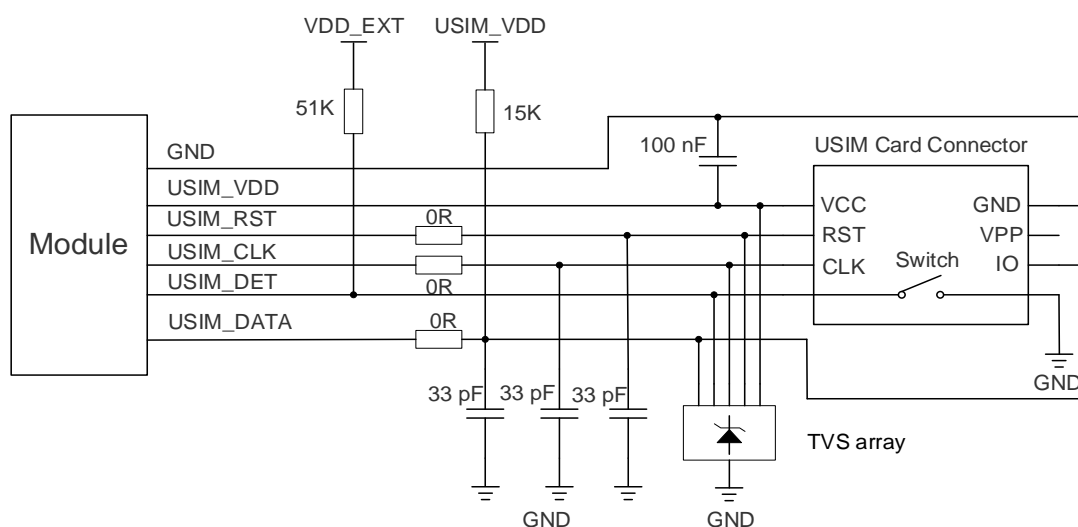 VDD_EXT USIM_VDD
51K 15K
GND
100 nF
USIM Card Connector
USIM_VDD
VCC GND
USIM_RST 0R
RST VPP
Module
USIM_CLK
CLK Switch IO
USIM_DET 0R
USIM_DATA 0R
GND
33 pF 33 pF 33 pF
TVS array
GND GND